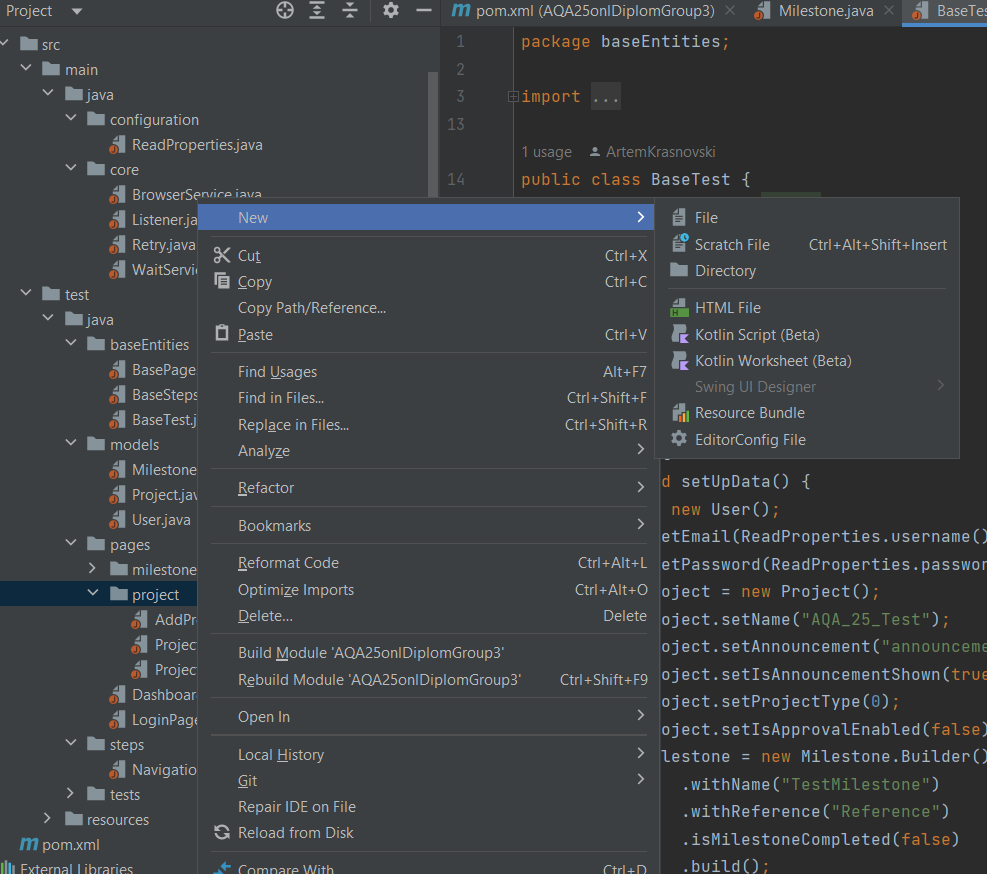 Project
pom.xml (AQA25onlDiplomGroup3)
Milestone.java
BaseTes
src
main
java
configuration
ReadProperties.java
core
BrowserService.java
Listener.ja
Retry.java
WaitServi
test
java
baseEntities
BasePage
BaseSteps
BaseTest.j
models
Milestone
Project.jav
User.java
pages
milestone
project
AddPr
Projec
Projec
Dashboar
LoginPage
steps
Navigatio
tests
resources
pom.xml
External Libraries
1 package baseEntities;
2
3 import ...
13
1 usage ArtemKrasnovski
14 public class BaseTest {
New
Cut Ctrl+X
Copy Ctrl+C
Copy Path/Reference...
Paste Ctrl+V
Find Usages Alt+F7
Find in Files... Ctrl+Shift+F
Replace in Files... Ctrl+Shift+R
Analyze
Refactor
Bookmarks
Reformat Code Ctrl+Alt+L
Optimize Imports Ctrl+Alt+O
Delete... Delete
Build Module 'AQA25onlDiplomGroup3'
Rebuild Module 'AQA25onlDiplomGroup3' Ctrl+Shift+F9
Open In
Local History
Git
Repair IDE on File
Reload from Disk
Compare With Ctrl+D
File
Scratch File Ctrl+Alt+Shift+Insert
Directory
HTML File
Kotlin Script (Beta)
Kotlin Worksheet (Beta)
Swing UI Designer
Resource Bundle
EditorConfig File
d setUpData() {
new User();
etEmail(ReadProperties.username()
etPassword(ReadProperties.passwor
oject = new Project();
oject.setName("AQA_25_Test");
oject.setAnnouncement("announceme
oject.setIsAnnouncementShown(true
oject.setProjectType(0);
oject.setIsApprovalEnabled(false)
lestone = new Milestone.Builder()
.withName("TestMilestone")
.withReference("Reference")
.isMilestoneCompleted(false)
.build();